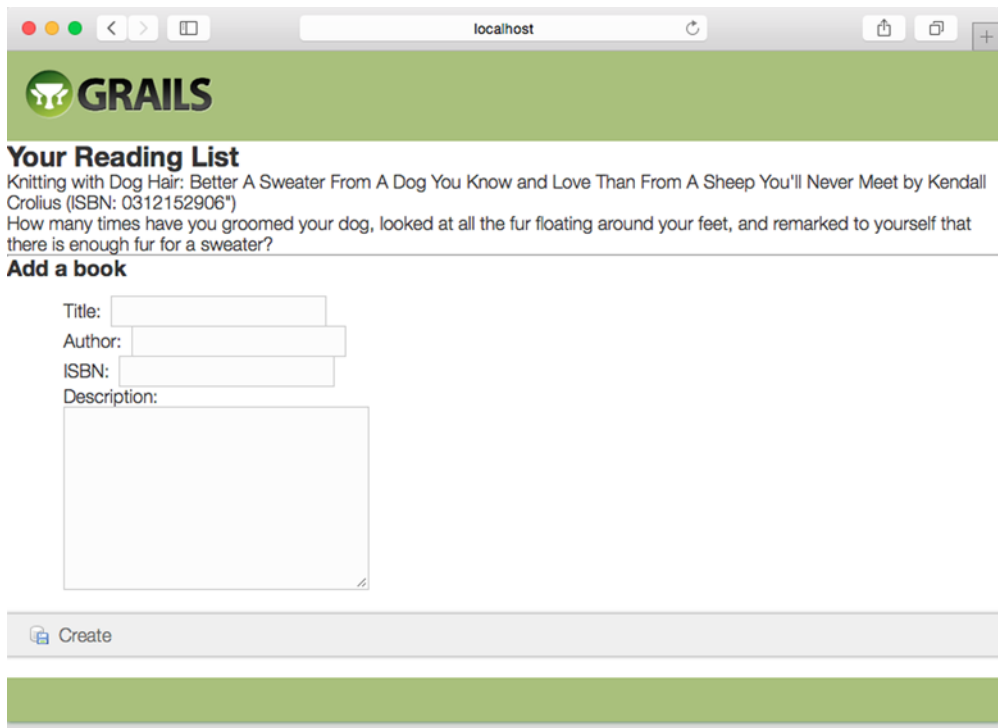 localhost
GRAILS
Your Reading List
Knitting with Dog Hair: Better A Sweater From A Dog You Know and Love Than From A Sheep You'll Never Meet by Kendall
Crolius (ISBN: 0312152906")
How many times have you groomed your dog, looked at all the fur floating around your feet, and remarked to yourself that
there is enough fur for a sweater?
Add a book
Title:
Author:
ISBN:
Description:
Create